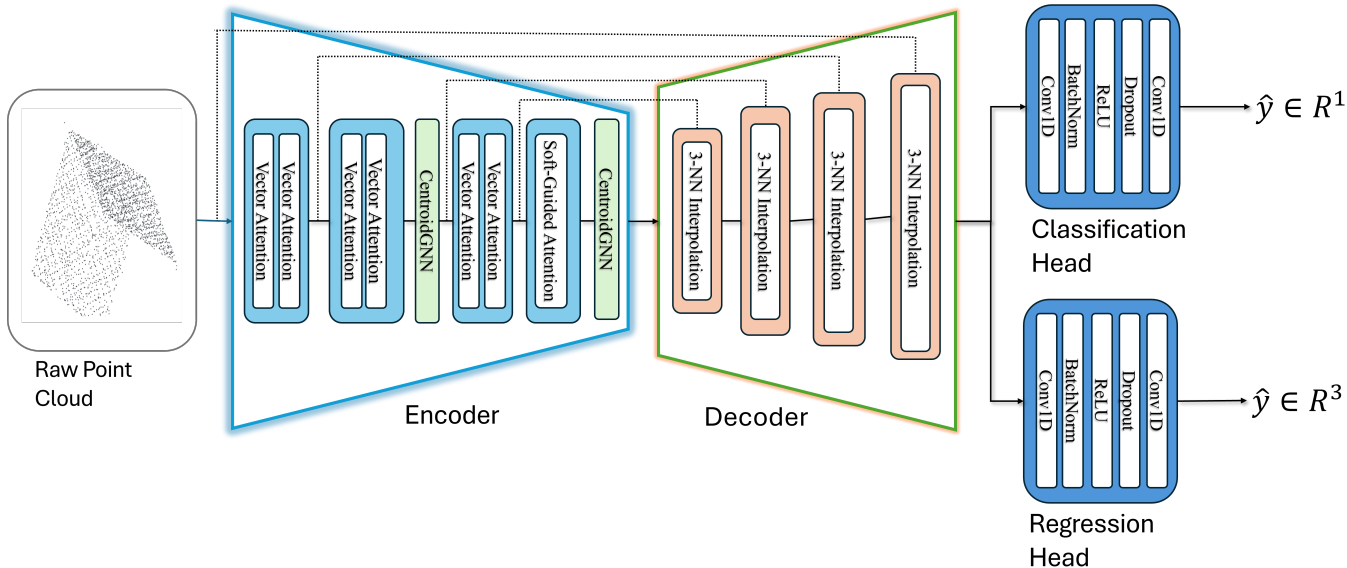 Raw Point
Cloud
Vector Attention
Vector Attention
Vector Attention
Vector Attention
CentroidGNN
Vector Attention
Vector Attention
Soft-Guided Attention
CentroidGNN
Encoder
3-NN Interpolation
3-NN Interpolation
3-NN Interpolation
3-NN Interpolation
Decoder
Conv1D
BatchNorm
ReLU
Dropout
Conv1D
Classification
Head
ŷ ∈ R¹
Conv1D
BatchNorm
ReLU
Dropout
Conv1D
Regression
Head
ŷ ∈ R³